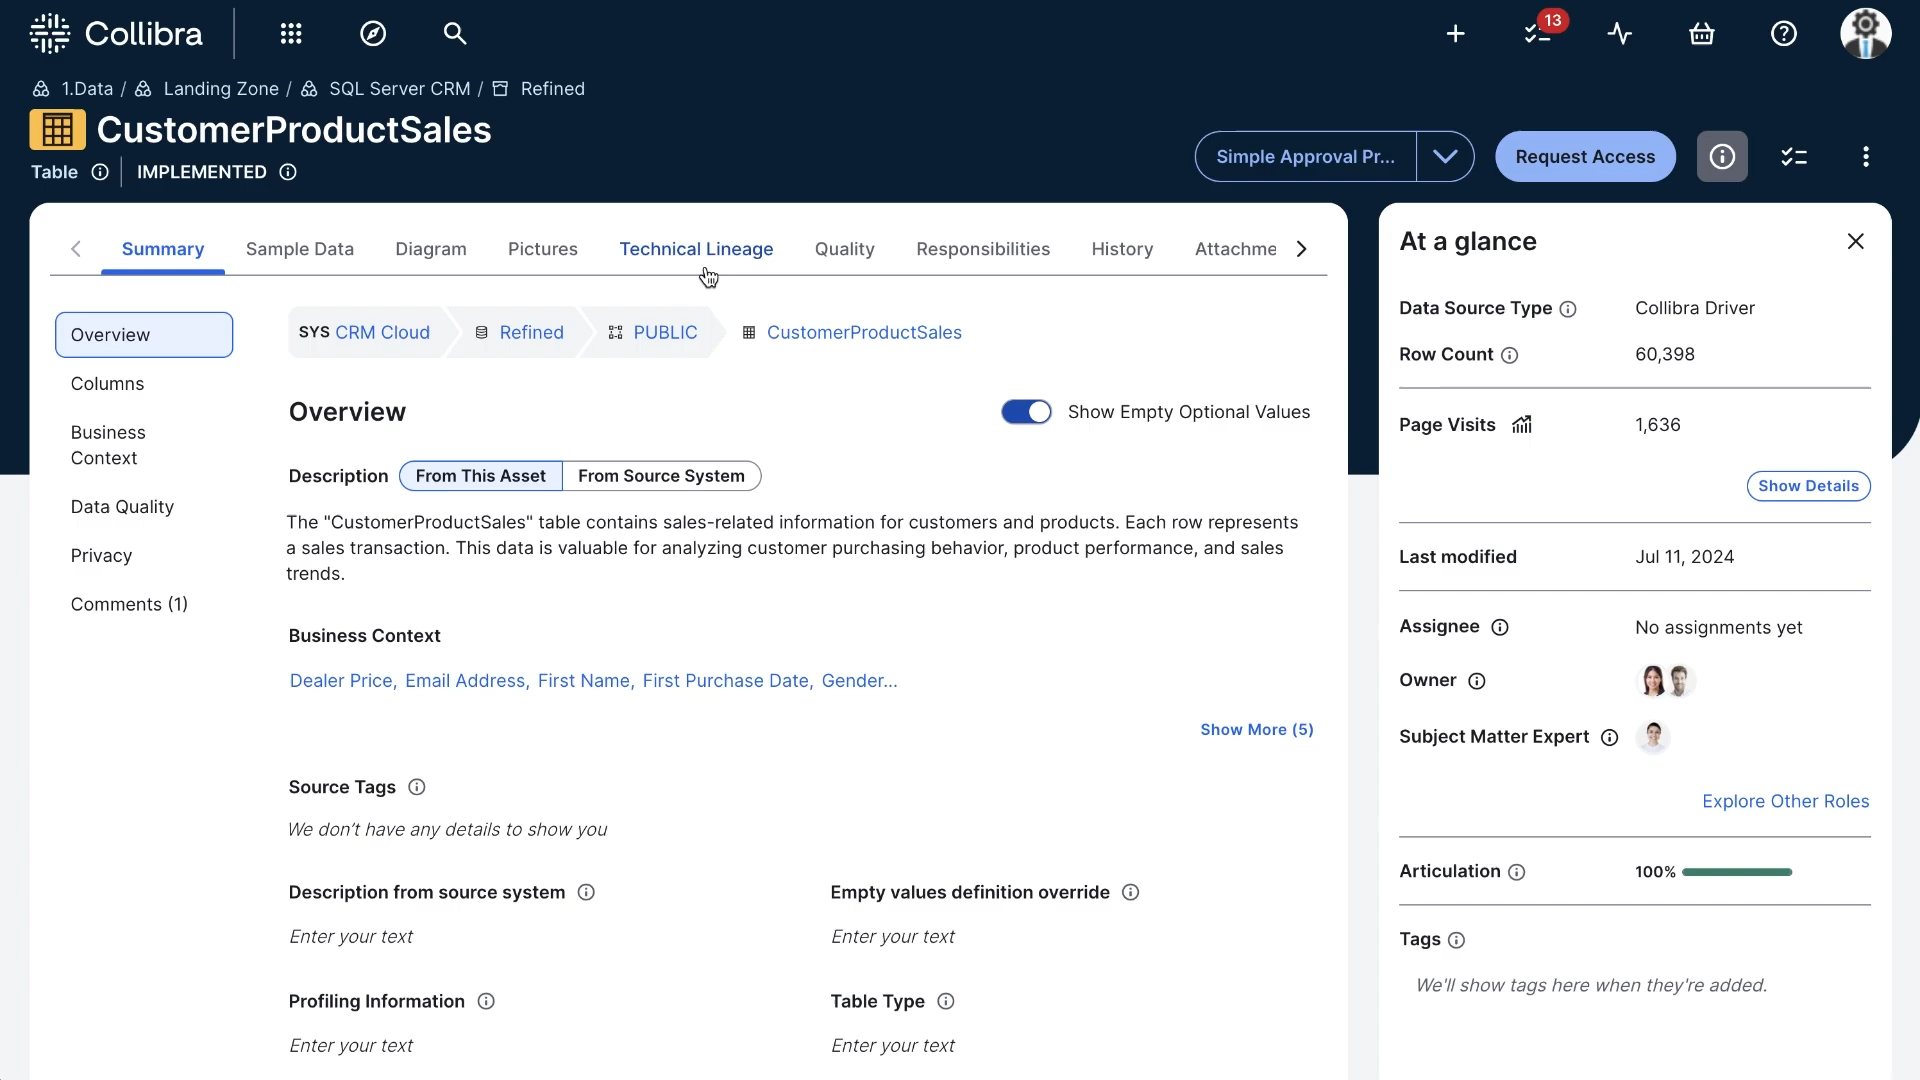 Collibra
13
1.Data / Landing Zone / SQL Server CRM / Refined
CustomerProductSales
Table IMPLEMENTED
Simple Approval Pr...
Request Access
Summary Sample Data Diagram Pictures Technical Lineage Quality Responsibilities History Attachme
Overview
Columns
Business
Context
Data Quality
Privacy
Comments (1)
SYS CRM Cloud Refined PUBLIC CustomerProductSales
Overview
Show Empty Optional Values
Description From This Asset From Source System
The "CustomerProductSales" table contains sales-related information for customers and products. Each row represents
a sales transaction. This data is valuable for analyzing customer purchasing behavior, product performance, and sales
trends.
Business Context
Dealer Price, Email Address, First Name, First Purchase Date, Gender...
Show More (5)
Source Tags
We don't have any details to show you
Description from source system
Enter your text
Empty values definition override
Enter your text
Profiling Information
Enter your text
Table Type
Enter your text
At a glance
Data Source Type Collibra Driver
Row Count 60,398
Page Visits 1,636
Show Details
Last modified Jul 11, 2024
Assignee No assignments yet
Owner
Subject Matter Expert
Explore Other Roles
Articulation 100%
Tags
We'll show tags here when they're added.